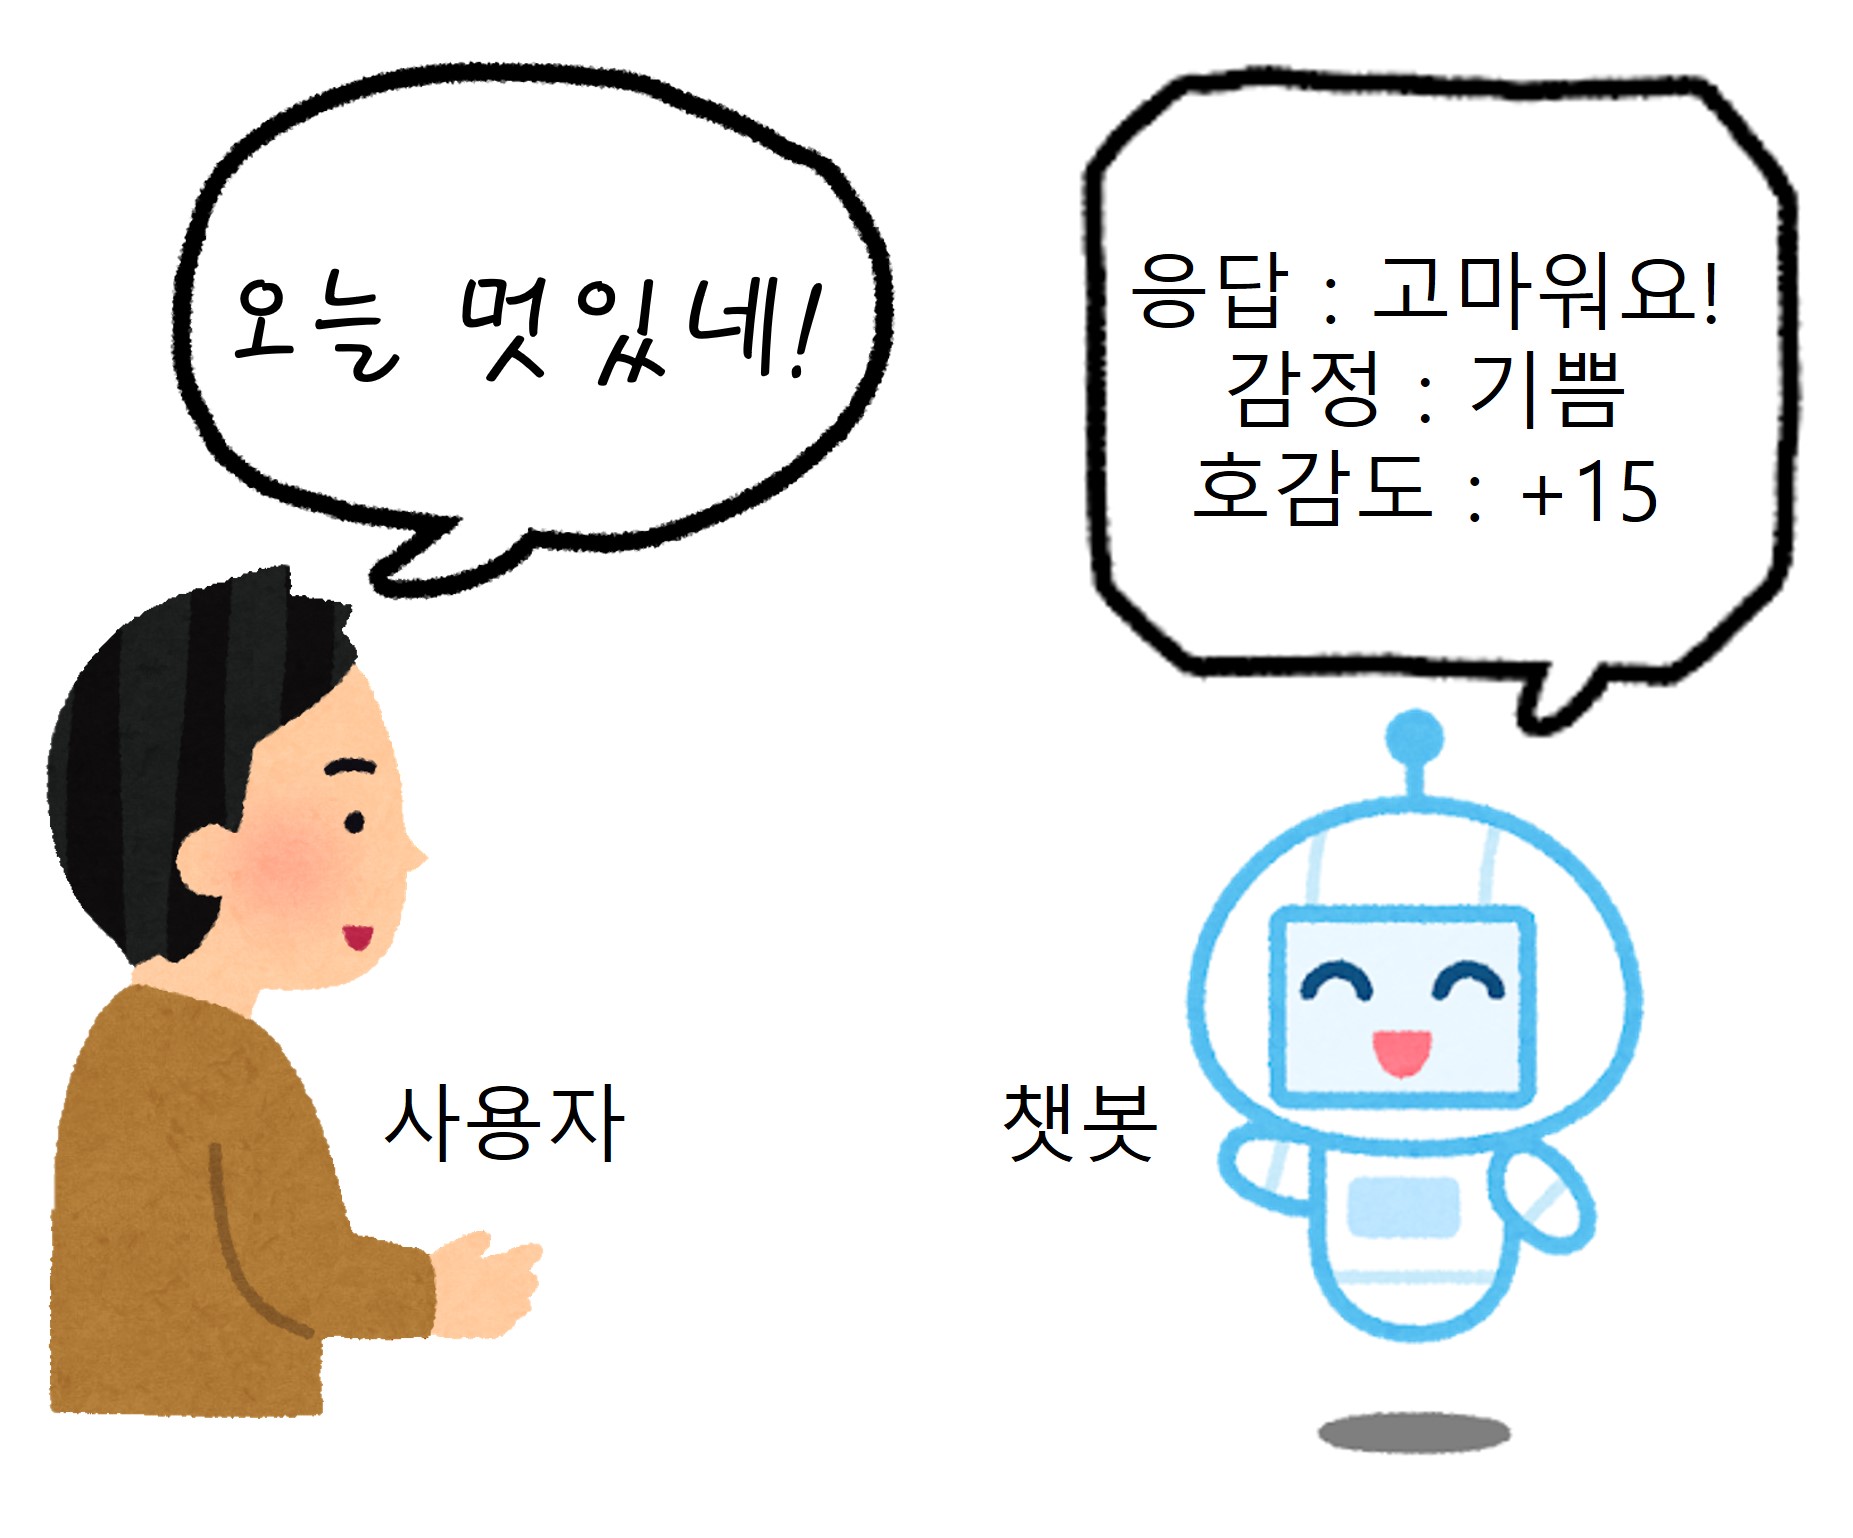 오늘 멋있네!
응답 : 고마워요!
감정 : 기쁨
호감도 : +15
사용자
챗봇